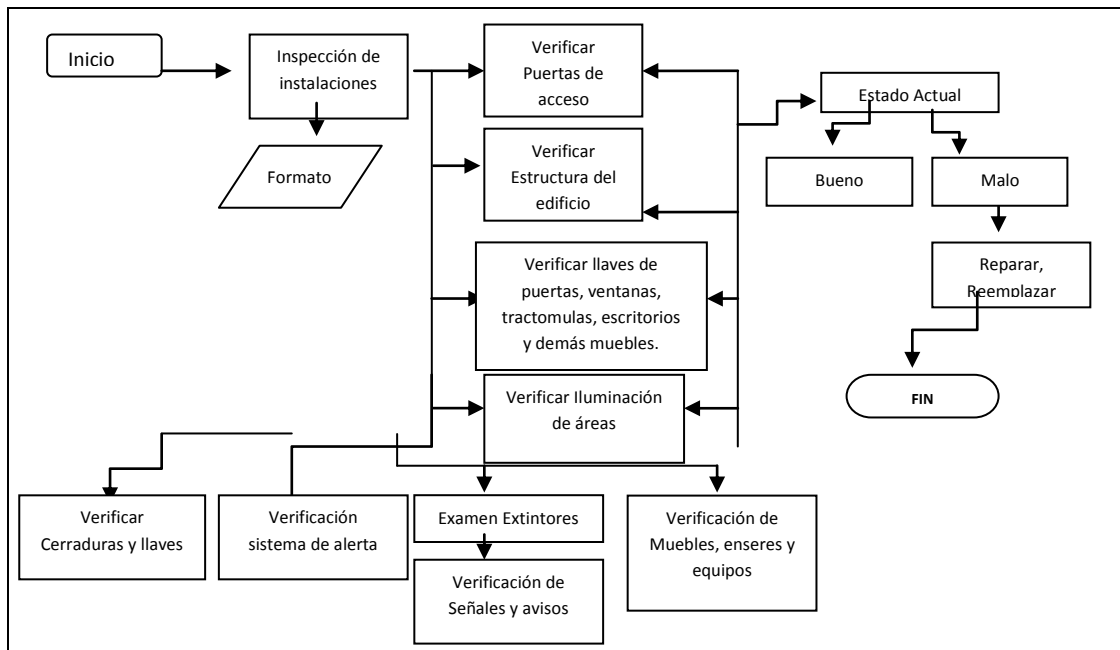 Inicio
Inspección de
instalaciones
Formato
Verificar
Puertas de
acceso
Verificar
Estructura del
edificio
Verificar llaves de
puertas, ventanas,
tractomulas, escritorios
y demás muebles.
Verificar Iluminación
de áreas
Estado Actual
Bueno
Malo
Reparar,
Reemplazar
FIN
Verificar
Cerraduras y llaves
Verificación
sistema de alerta
Examen Extintores
Verificación de
Señales y avisos
Verificación de
Muebles, enseres y
equipos